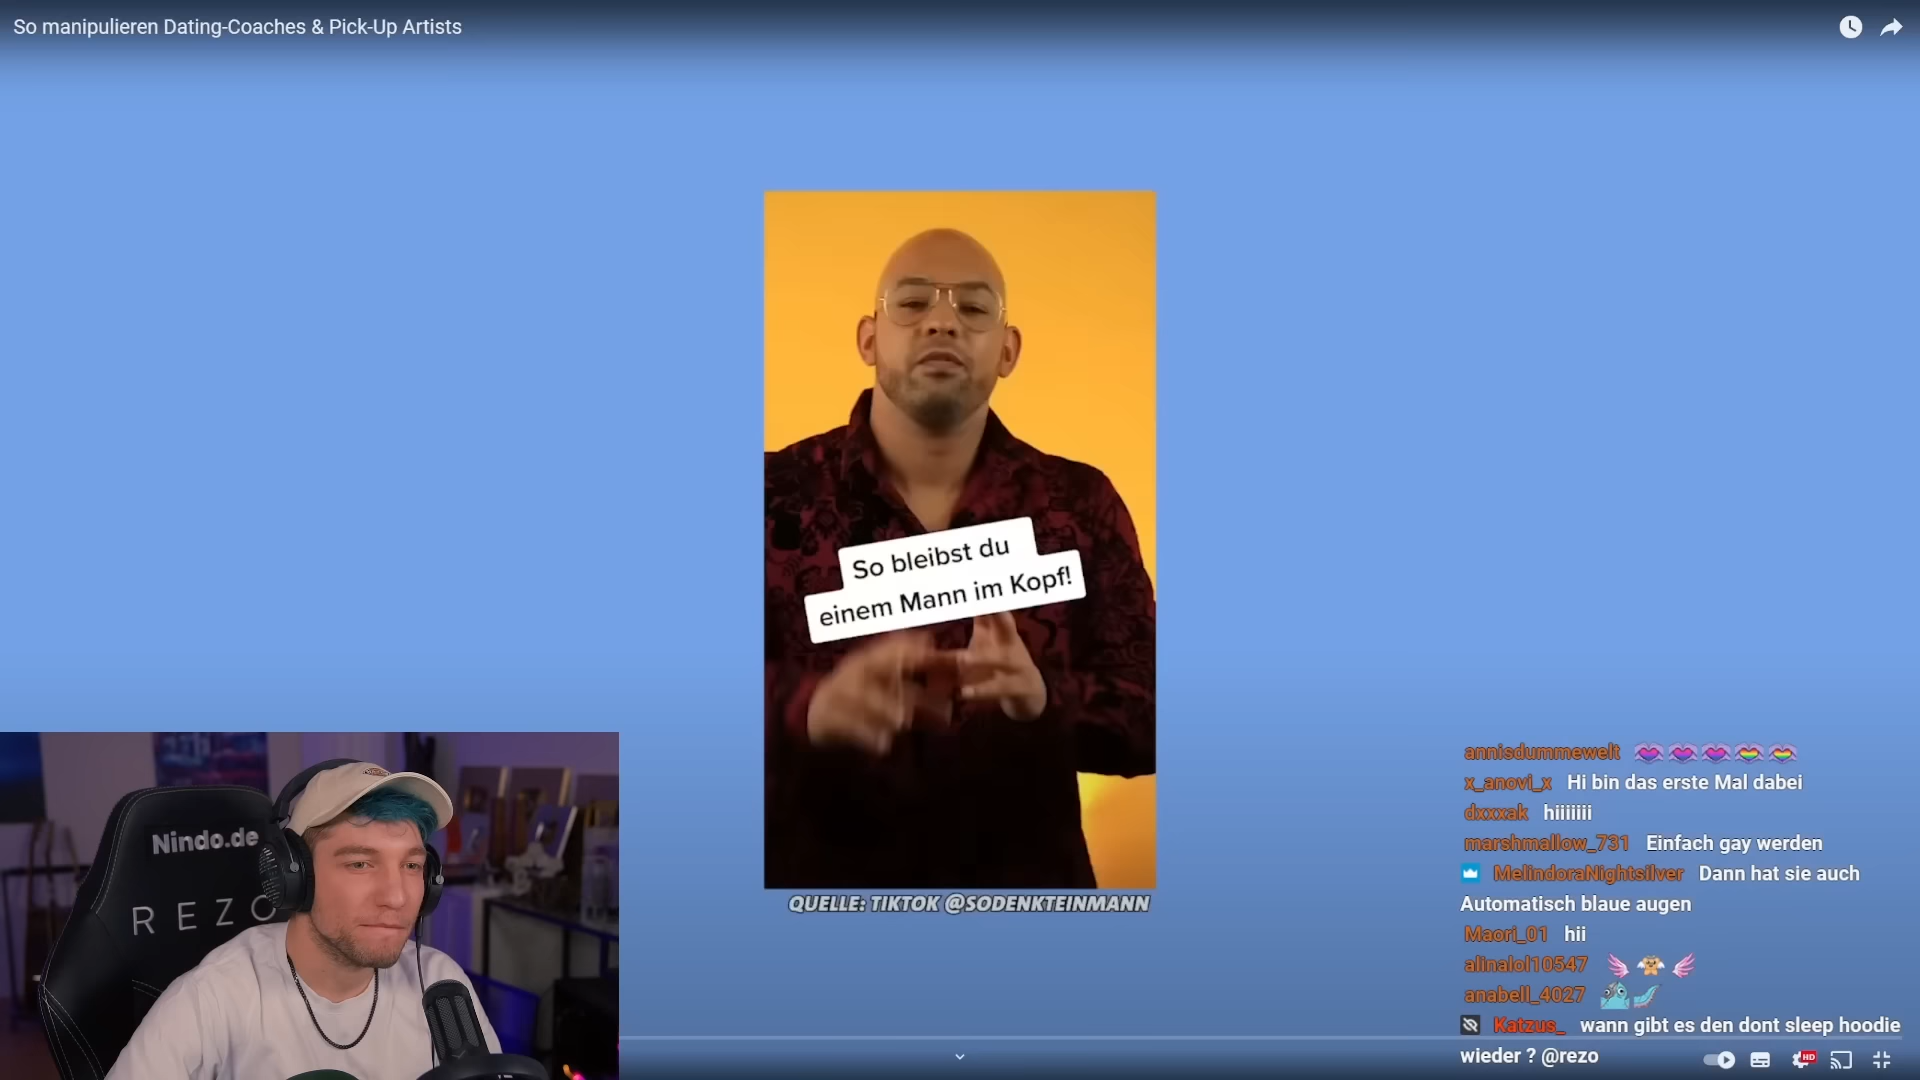 So manipulieren Dating-Coaches & Pick-Up Artists
So bleibst du
einem Mann im Kopf!
QUELLE: TIKTOK @SODENKTEINMANN
Nindo.de
REZO
annisdummewelt
x_anovi_x Hi bin das erste Mal dabei
dxxxak hiiiiiii
marshmallow_731 Einfach gay werden
MelindoraNightsilver Dann hat sie auch
Automatisch blaue augen
Maori_01 hii
alinalol10547
anabell_4027
Katzus_ wann gibt es den dont sleep hoodie
wieder ? @rezo
HD